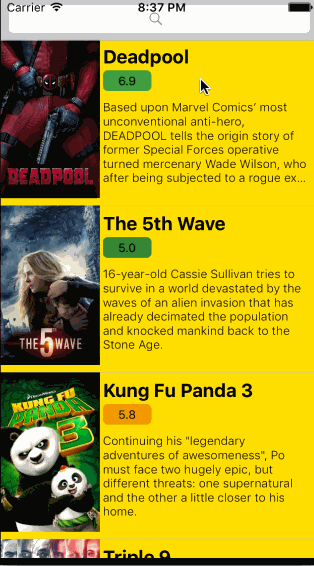 Carrier 8:37 PM
Deadpool
6.9
Based upon Marvel Comics' most
unconventional anti-hero,
DEADPOOL tells the origin story of
former Special Forces operative
turned mercenary Wade Wilson, who
after being subjected to a rogue ex...
DEADPOOL
The 5th Wave
5.0
16-year-old Cassie Sullivan tries to
survive in a world devastated by the
waves of an alien invasion that has
already decimated the population
and knocked mankind back to the
Stone Age.
THE 5TH WAVE
Kung Fu Panda 3
5.8
Continuing his "legendary
adventures of awesomeness", Po
must face two hugely epic, but
different threats: one supernatural
and the other a little closer to his
home.
KUNG FU
PANDA
3
Triple 9